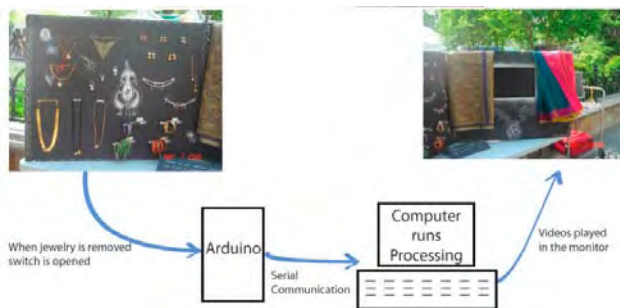 When jewelry is removed
switch is opened
Arduino
Serial
Communication
Computer
runs
Processing
Videos played
in the monitor